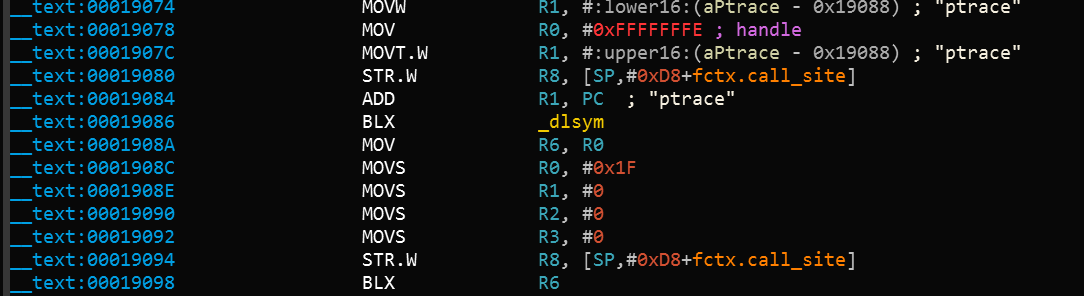 __text:00019074 MOVW R1, #:lower16:(aPtrace - 0x19088) ; "ptrace"
__text:00019078 MOV R0, #0xFFFFFFFE ; handle
__text:0001907C MOVT.W R1, #:upper16:(aPtrace - 0x19088) ; "ptrace"
__text:00019080 STR.W R8, [SP,#0xD8+fctx.call_site]
__text:00019084 ADD R1, PC ; "ptrace"
__text:00019086 BLX _dlsym
__text:0001908A MOV R6, R0
__text:0001908C MOVS R0, #0x1F
__text:0001908E MOVS R1, #0
__text:00019090 MOVS R2, #0
__text:00019092 MOVS R3, #0
__text:00019094 STR.W R8, [SP,#0xD8+fctx.call_site]
__text:00019098 BLX R6